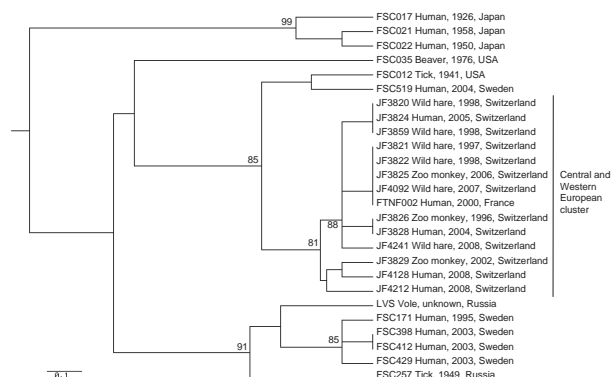 99
FSC017 Human, 1926, Japan
FSC021 Human, 1958, Japan
FSC022 Human, 1950, Japan
FSC035 Beaver, 1976, USA
FSC012 Tick, 1941, USA
FSC519 Human, 2004, Sweden
JF3820 Wild hare, 1998, Switzerland
JF3824 Human, 2005, Switzerland
JF3859 Wild hare, 1998, Switzerland
JF3821 Wild hare, 1997, Switzerland
85
JF3822 Wild hare, 1998, Switzerland
JF3825 Zoo monkey, 2006, Switzerland
JF4092 Wild hare, 2007, Switzerland
FTNF002 Human, 2000, France
Central and
Western
European
cluster
JF3826 Zoo monkey, 1996, Switzerland
88
JF3828 Human, 2004, Switzerland
81
JF4241 Wild hare, 2008, Switzerland
JF3829 Zoo monkey, 2002, Switzerland
JF4128 Human, 2008, Switzerland
JF4212 Human, 2008, Switzerland
LVS Vole, unknown, Russia
FSC171 Human, 1995, Sweden
FSC398 Human, 2003, Sweden
85
91
FSC412 Human, 2003, Sweden
FSC429 Human, 2003, Sweden
FSC257 Tick, 1949, Russia
0.1